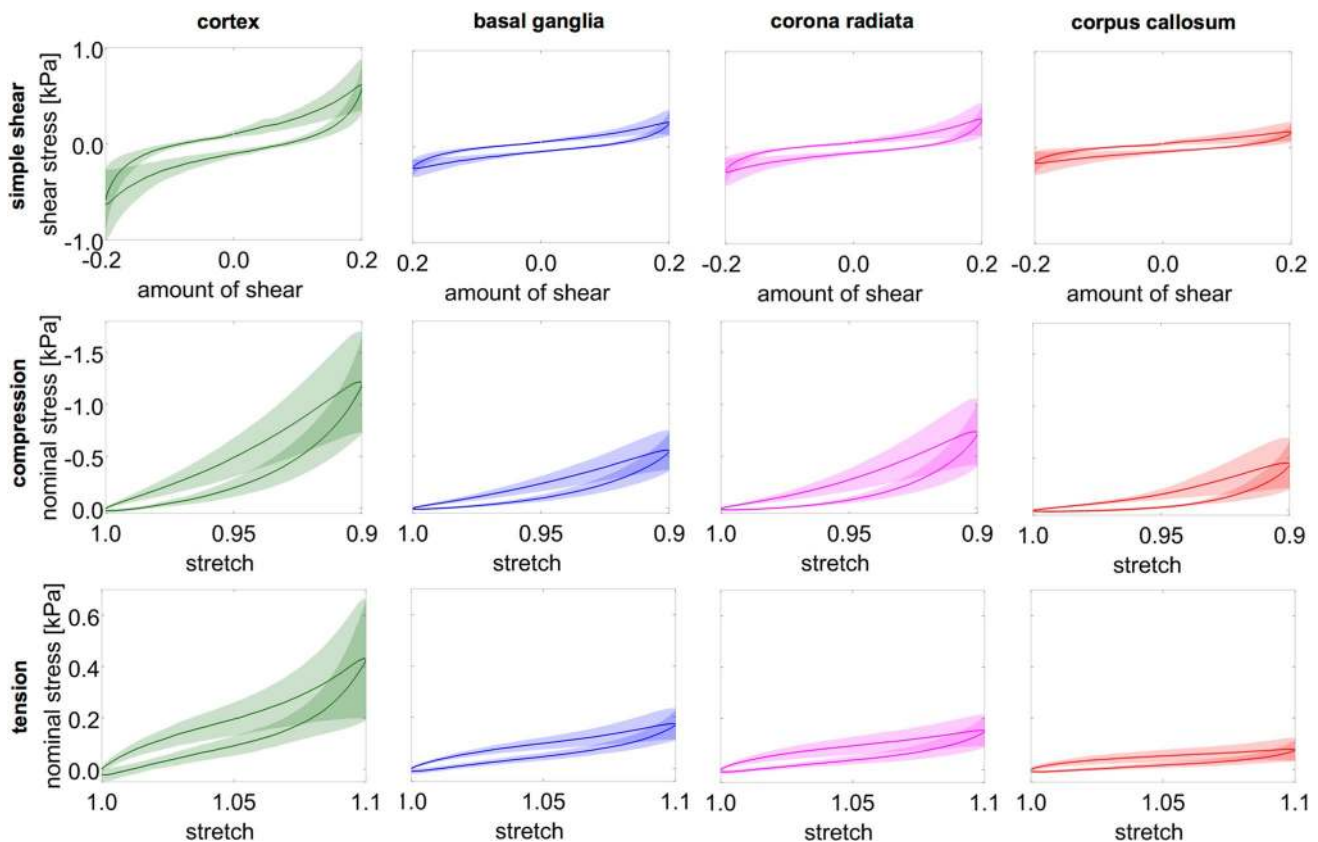 cortex basal ganglia corona radiata corpus callosum
simple shear
shear stress [kPa]
1.0
0.0
-1.0
-0.2 0.0 0.2 0.2 0.0 0.2 -0.2 0.0 0.2 -0.2 0.0 0.2
amount of shear amount of shear amount of shear amount of shear
compression
nominal stress [kPa]
-1.5
-1.0
-0.5
0.0
1.0 0.95 0.9 1.0 0.95 0.9 1.0 0.95 0.9 1.0 0.95 0.9
stretch stretch stretch stretch
tension
nominal stress [kPa]
0.6
0.4
0.2
0.0
1.0 1.05 1.1 1.0 1.05 1.1 1.0 1.05 1.1 1.0 1.05 1.1
stretch stretch stretch stretch